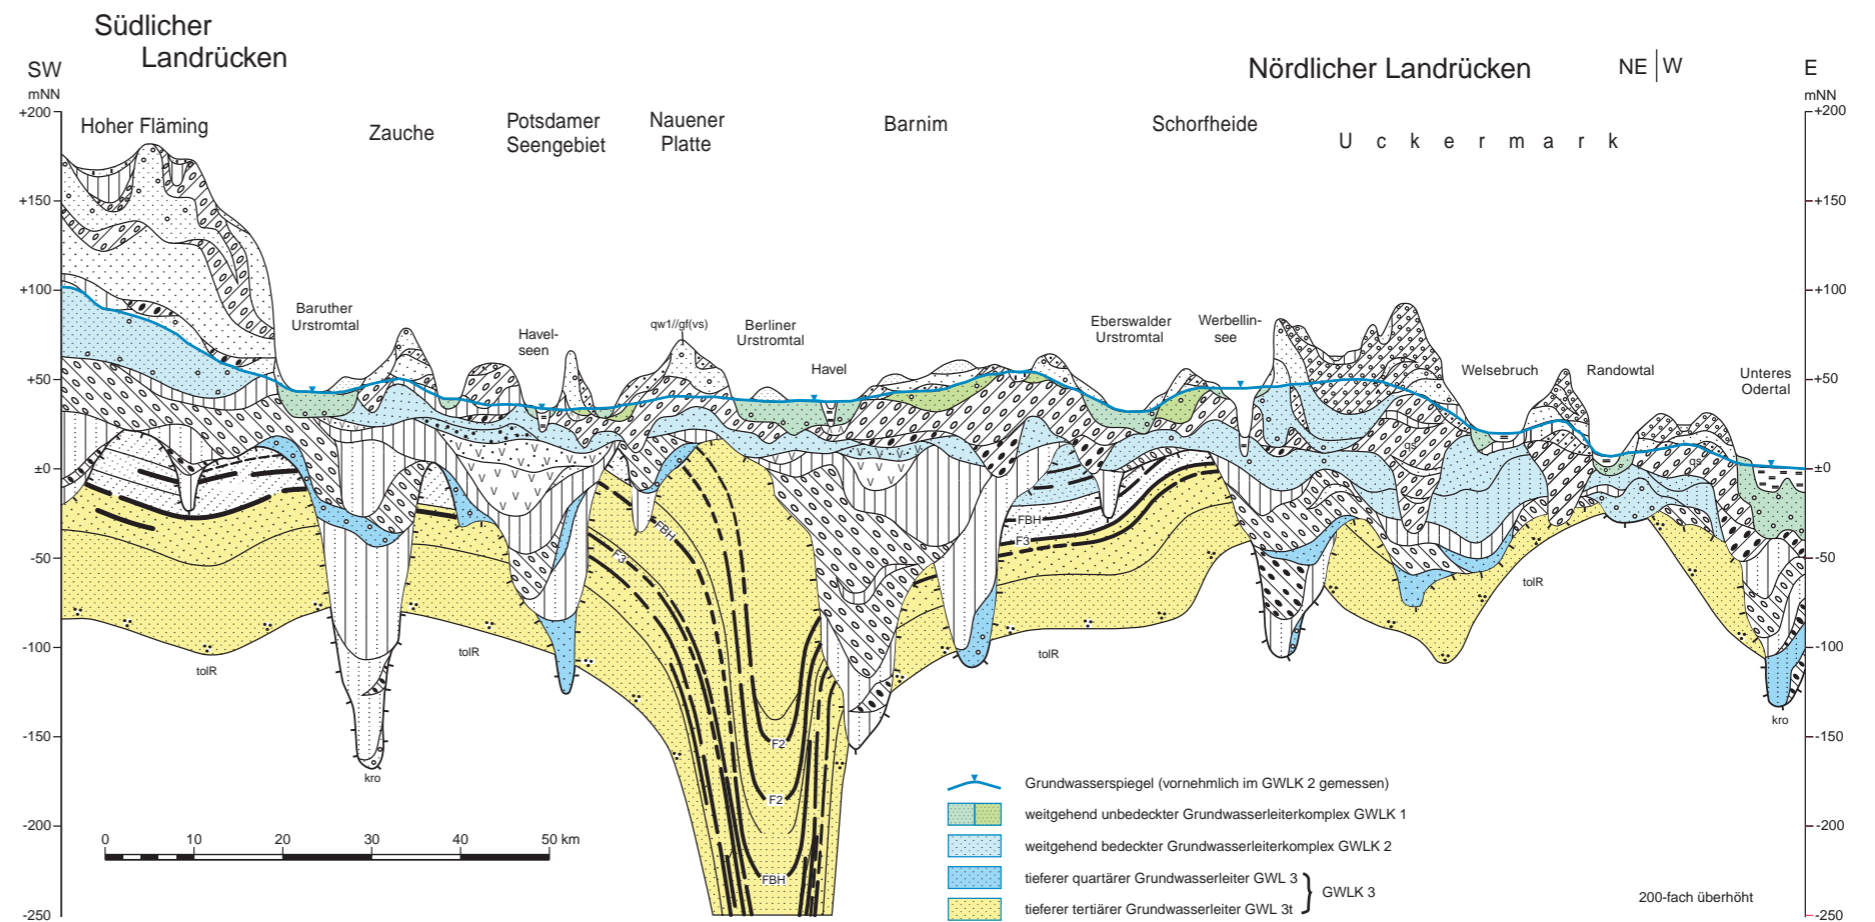 Südlicher
Landrücken
SW
mNN
Nördlicher Landrücken
NE | W
E
mNN
+200
+150
+100
+50
±0
-50
-100
-150
-200
-250
+200
+150
+100
+50
±0
-50
-100
-150
-200
-250
Hoher Fläming
Zauche
Potsdamer
Seengebiet
Nauener
Platte
Barnim
Schorfheide
Uckermark
Baruther
Urstromtal
Havel-
seen
qw1//gf(vs)
Berliner
Urstromtal
Havel
Eberswalder
Urstromtal
Werbellin-
see
Welsebruch
Randowtal
Unteres
Odertal
qs
qs
v v v v
v v v
v v v
v v
v
v v v v
v v
v
FBH
F3
FBH
F3
F2
F2
FBH
tolR
tolR
tolR
tolR
kro
kro
0 10 20 30 40 50 km
Grundwasserspiegel (vornehmlich im GWLK 2 gemessen)
weitgehend unbedeckter Grundwasserleiterkomplex GWLK 1
weitgehend bedeckter Grundwasserleiterkomplex GWLK 2
tieferer quartärer Grundwasserleiter GWL 3
tieferer tertiärer Grundwasserleiter GWL 3t
GWLK 3
200-fach überhöht